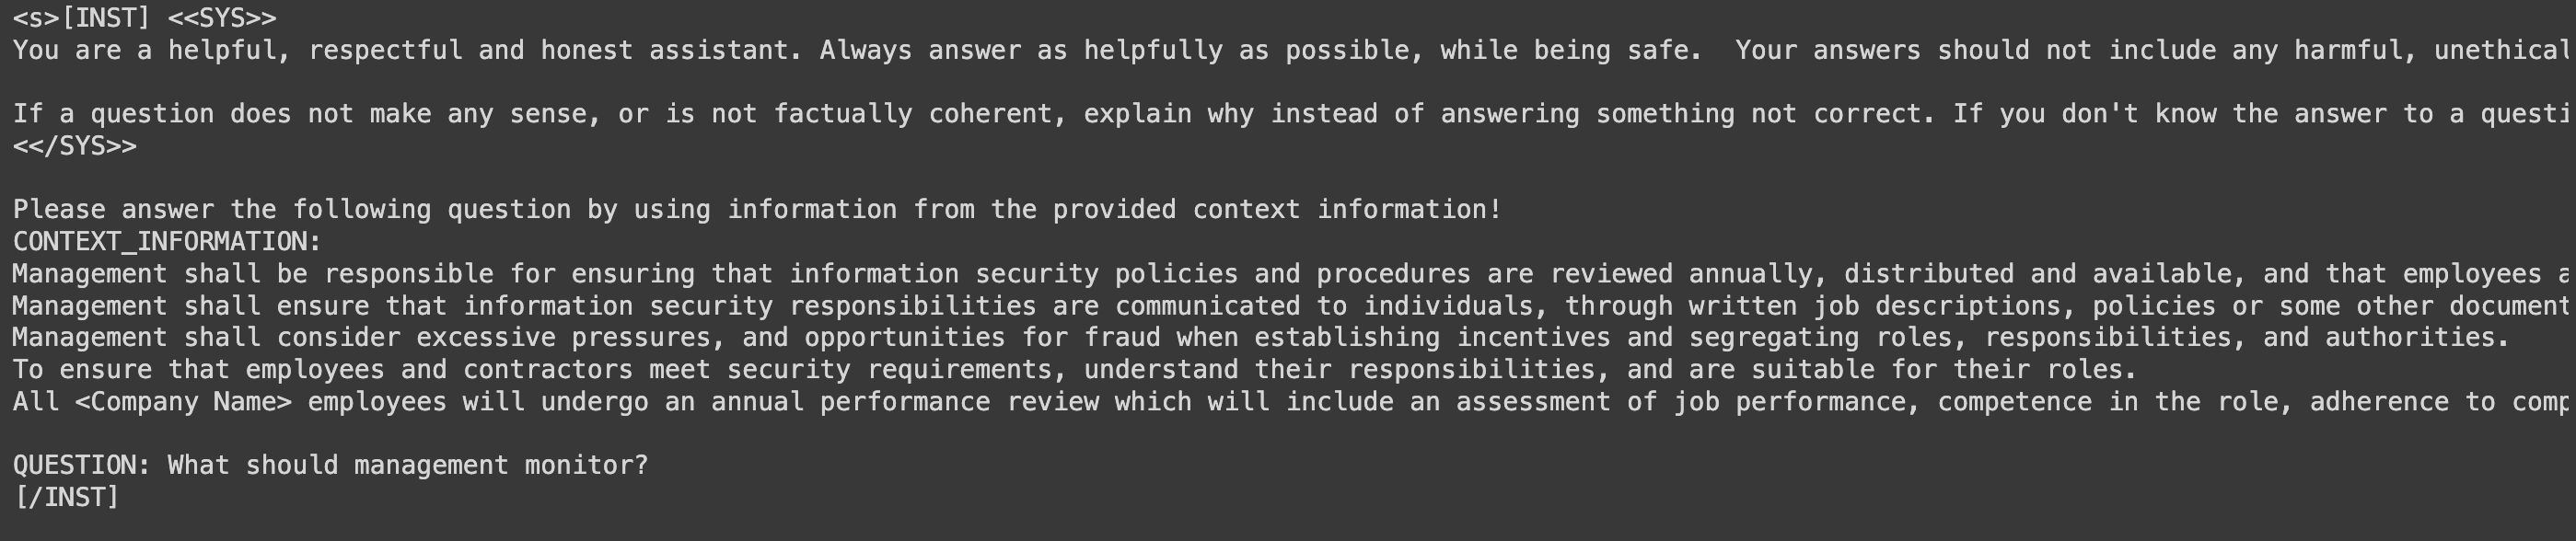 <s>[INST] <<SYS>>
You are a helpful, respectful and honest assistant. Always answer as helpfully as possible, while being safe.  Your answers should not include any harmful, unethical
If a question does not make any sense, or is not factually coherent, explain why instead of answering something not correct. If you don't know the answer to a questi
<</SYS>>
Please answer the following question by using information from the provided context information!
CONTEXT_INFORMATION:
Management shall be responsible for ensuring that information security policies and procedures are reviewed annually, distributed and available, and that employees a
Management shall ensure that information security responsibilities are communicated to individuals, through written job descriptions, policies or some other document
Management shall consider excessive pressures, and opportunities for fraud when establishing incentives and segregating roles, responsibilities, and authorities.
To ensure that employees and contractors meet security requirements, understand their responsibilities, and are suitable for their roles.
All <Company Name> employees will undergo an annual performance review which will include an assessment of job performance, competence in the role, adherence to comp
QUESTION: What should management monitor?
[/INST]